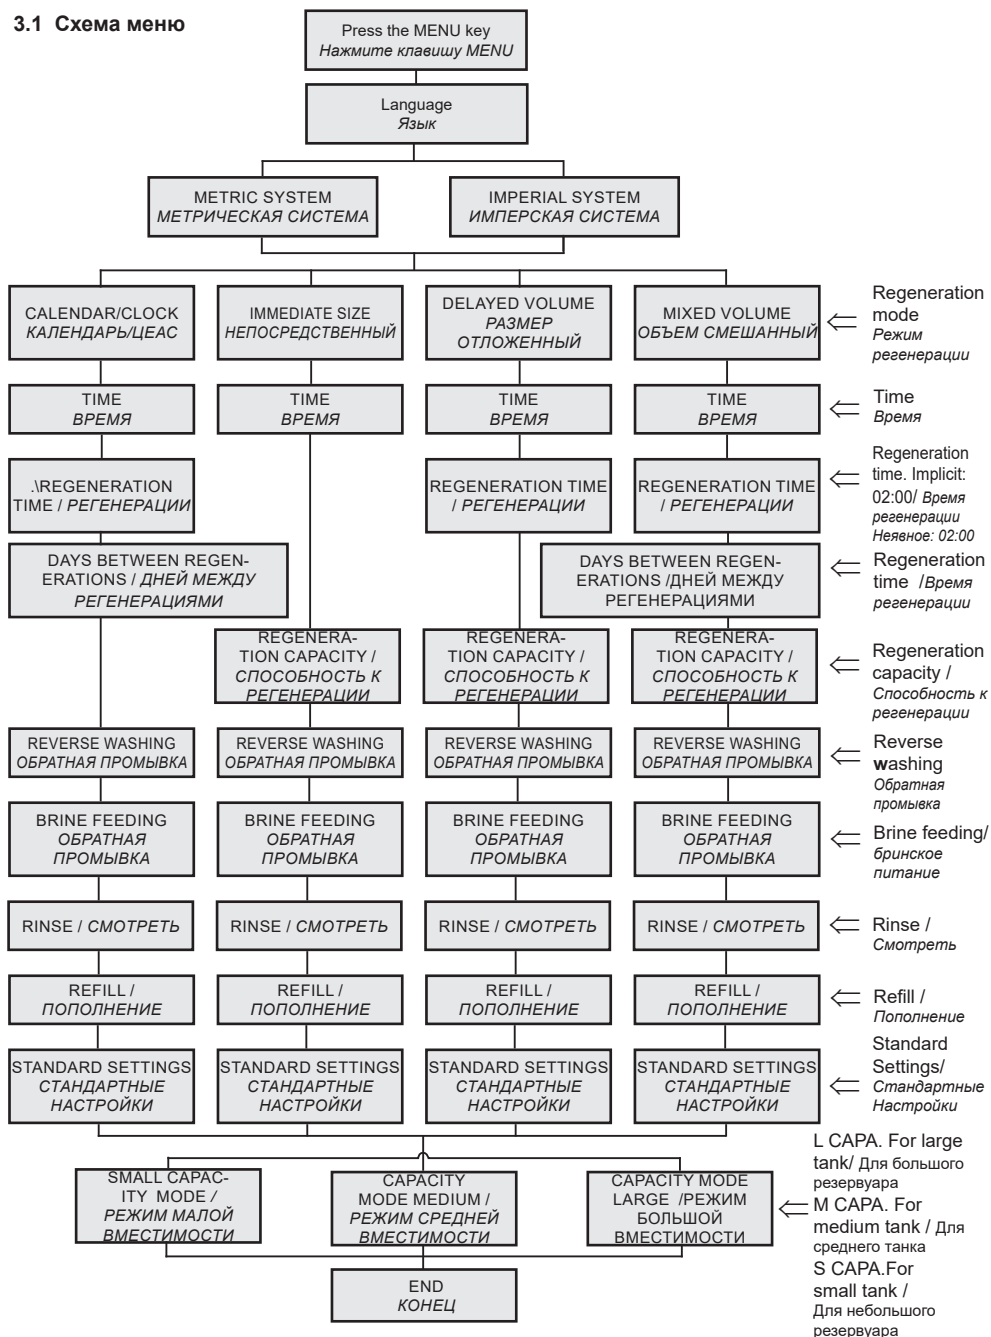 3.1 Схема меню
Press the MENU key
Нажмите клавишу MENU
Language
Язык
METRIC SYSTEM
МЕТРИЧЕСКАЯ СИСТЕМА
IMPERIAL SYSTEM
ИМПЕРСКАЯ СИСТЕМА
CALENDAR/CLOCK
КАЛЕНДАРЬ/ЦЕАС
IMMEDIATE SIZE
НЕПОСРЕДСТВЕННЫЙ
DELAYED VOLUME
РАЗМЕР
ОТЛОЖЕННЫЙ
MIXED VOLUME
ОБЪЕМ СМЕШАННЫЙ
Regeneration
mode
Режим
регенерации
TIME
ВРЕМЯ
TIME
ВРЕМЯ
TIME
ВРЕМЯ
TIME
ВРЕМЯ
Time
Время
.\REGENERATION
TIME / РЕГЕНЕРАЦИИ
REGENERATION TIME
/ РЕГЕНЕРАЦИИ
REGENERATION TIME
/ РЕГЕНЕРАЦИИ
Regeneration
time. Implicit:
02:00/ Время
регенерации
Неявное: 02:00
DAYS BETWEEN REGEN-
ERATIONS / ДНЕЙ МЕЖДУ
РЕГЕНЕРАЦИЯМИ
DAYS BETWEEN REGEN-
ERATIONS /ДНЕЙ МЕЖДУ
РЕГЕНЕРАЦИЯМИ
Regeneration
time /Время
регенерации
REGENERA-
TION CAPACITY /
СПОСОБНОСТЬ К
РЕГЕНЕРАЦИИ
REGENERA-
TION CAPACITY /
СПОСОБНОСТЬ К
РЕГЕНЕРАЦИИ
REGENERA-
TION CAPACITY /
СПОСОБНОСТЬ К
РЕГЕНЕРАЦИИ
Regeneration
capacity /
Способность к
регенерации
REVERSE WASHING
ОБРАТНАЯ ПРОМЫВКА
REVERSE WASHING
ОБРАТНАЯ ПРОМЫВКА
REVERSE WASHING
ОБРАТНАЯ ПРОМЫВКА
REVERSE WASHING
ОБРАТНАЯ ПРОМЫВКА
Reverse
washing
Обратная
промывка
BRINE FEEDING
ОБРАТНАЯ
ПРОМЫВКА
BRINE FEEDING
ОБРАТНАЯ
ПРОМЫВКА
BRINE FEEDING
ОБРАТНАЯ
ПРОМЫВКА
BRINE FEEDING
ОБРАТНАЯ
ПРОМЫВКА
Brine feeding/
бринское
питание
RINSE / СМОТРЕТЬ
RINSE / СМОТРЕТЬ
RINSE / СМОТРЕТЬ
RINSE / СМОТРЕТЬ
Rinse /
Смотреть
REFILL /
ПОПОЛНЕНИЕ
REFILL /
ПОПОЛНЕНИЕ
REFILL /
ПОПОЛНЕНИЕ
REFILL /
ПОПОЛНЕНИЕ
Refill /
Пополнение
STANDARD SETTINGS
СТАНДАРТНЫЕ
НАСТРОЙКИ
STANDARD SETTINGS
СТАНДАРТНЫЕ
НАСТРОЙКИ
STANDARD SETTINGS
СТАНДАРТНЫЕ
НАСТРОЙКИ
STANDARD SETTINGS
СТАНДАРТНЫЕ
НАСТРОЙКИ
Standard
Settings/
Стандартные
Настройки
SMALL CAPAC-
ITY MODE /
РЕЖИМ МАЛОЙ
ВМЕСТИМОСТИ
CAPACITY
MODE MEDIUM /
РЕЖИМ СРЕДНЕЙ
ВМЕСТИМОСТИ
CAPACITY MODE
LARGE /РЕЖИМ
БОЛЬШОЙ
ВМЕСТИМОСТИ
L CAPA. For large
tank/ Для большого
резервуара
M CAPA. For
medium tank / Для
среднего танка
S CAPA.For
small tank /
Для небольшого
резервуара
END
КОНЕЦ